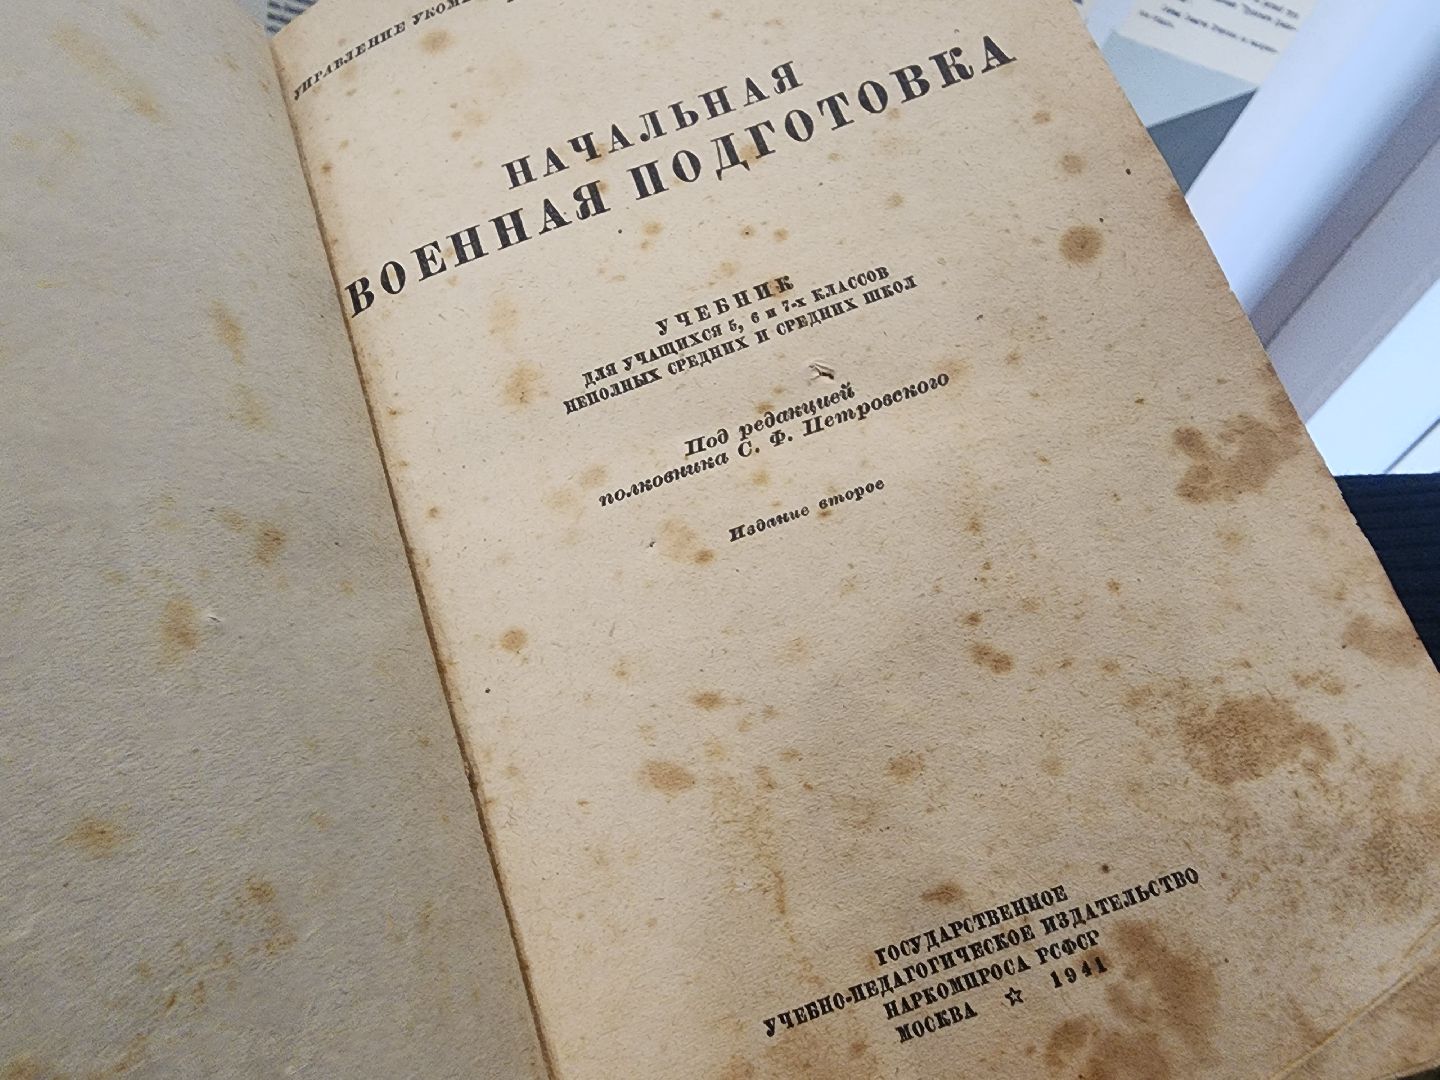 УПРАВЛЕНИЕ
НАЧАЛЬНАЯ
ВОЕННАЯ ПОДГОТОВКА
УЧЕБНИК
ДЛЯ УЧАЩИХСЯ 5, 6 и 7-х КЛАССОВ
НЕПОЛНЫХ СРЕДНИХ И СРЕДНИХ ШКОЛ
Под редакцией
полковника С. Ф. Петровского
Издание второе
ГОСУДАРСТВЕННОЕ
УЧЕБНО-ПЕДАГОГИЧЕСКОЕ ИЗДАТЕЛЬСТВО
НАРКОМПРОСА РСФСР
МОСКВА ☆ 1941